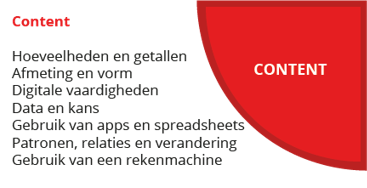 Content
Hoeveelheden en getallen
Afmeting en vorm
Digitale vaardigheden
Data en kans
Gebruik van apps en spreadsheets
Patronen, relaties en verandering
Gebruik van een rekenmachine
CONTENT